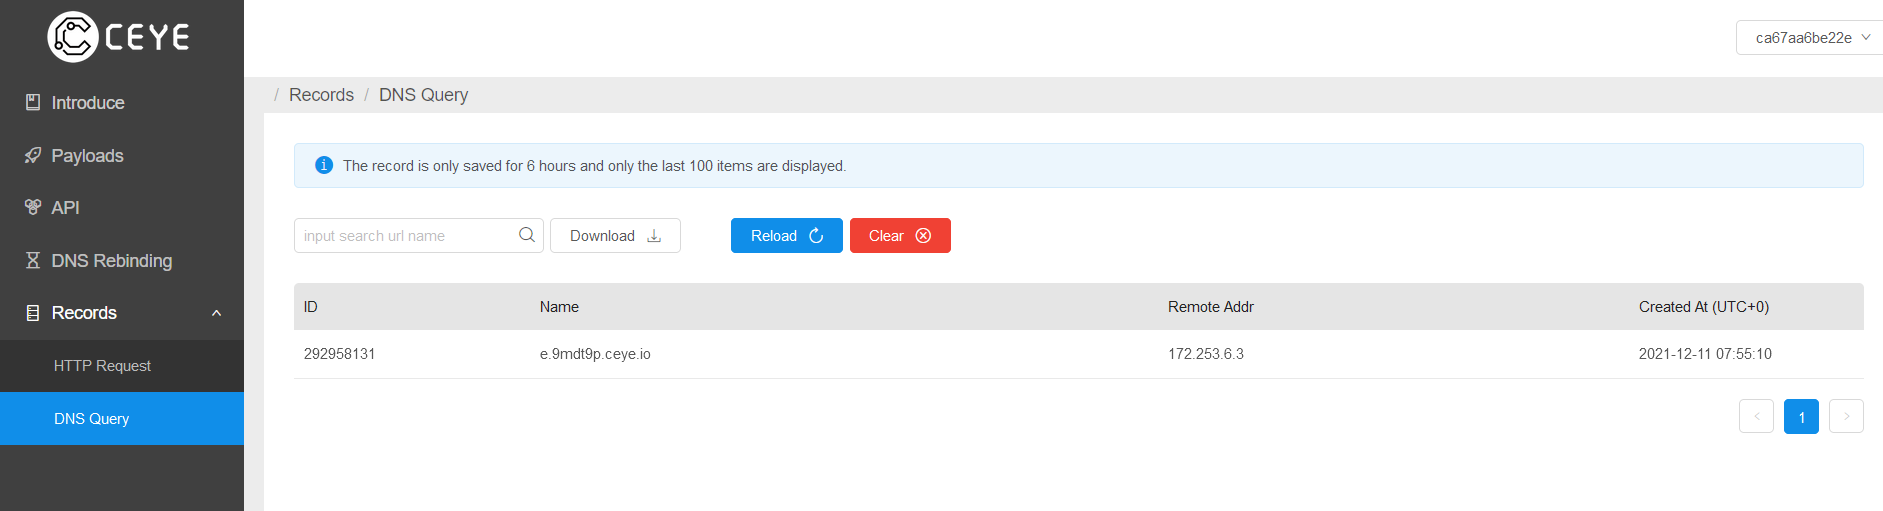 CEYE
ca67aa6be22e
Introduce
Payloads
API
DNS Rebinding
Records
HTTP Request
DNS Query
/ Records / DNS Query
The record is only saved for 6 hours and only the last 100 items are displayed.
input search url name
Download
Reload
Clear
ID Name Remote Addr Created At (UTC+0)
292958131 e.9mdt9p.ceye.io 172.253.6.3 2021-12-11 07:55:10
< 1 >